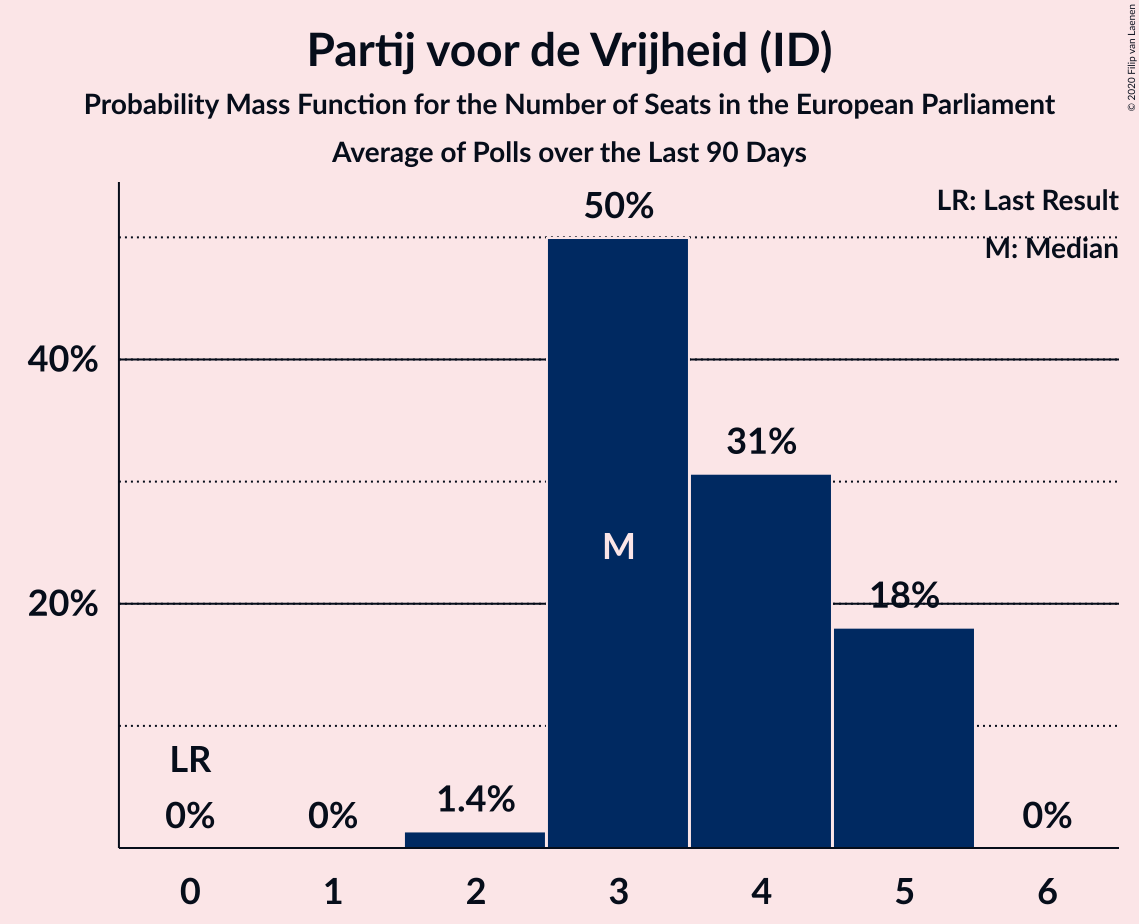 Partij voor de Vrijheid (ID)
Probability Mass Function for the Number of Seats in the European Parliament
Average of Polls over the Last 90 Days
© 2020 Filip van Laenen
LR: Last Result
M: Median
50%
40%
31%
M
20%
18%
LR
0%
0%
1.4%
0%
0 1 2 3 4 5 6